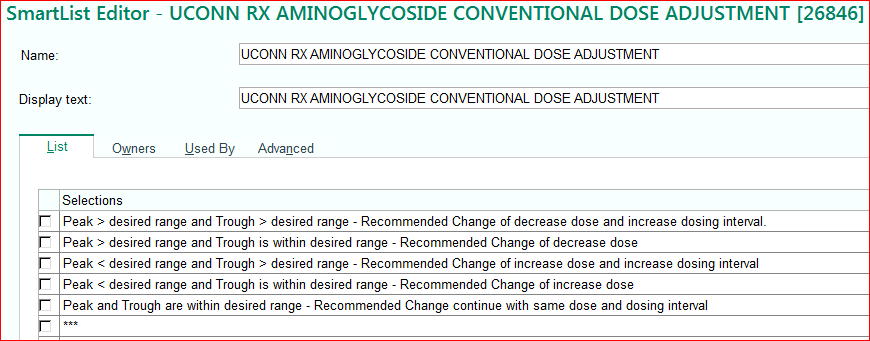 SmartList Editor - UCONN RX AMINOGLYCOSIDE CONVENTIONAL DOSE ADJUSTMENT [26846]
Name: UCONN RX AMINOGLYCOSIDE CONVENTIONAL DOSE ADJUSTMENT
Display text: UCONN RX AMINOGLYCOSIDE CONVENTIONAL DOSE ADJUSTMENT
List Owners Used By Advanced
Selections
Peak > desired range and Trough > desired range - Recommended Change of decrease dose and increase dosing interval.
Peak > desired range and Trough is within desired range - Recommended Change of decrease dose
Peak < desired range and Trough > desired range - Recommended Change of increase dose and increase dosing interval
Peak < desired range and Trough is within desired range - Recommended Change of increase dose
Peak and Trough are within desired range - Recommended Change continue with same dose and dosing interval
***